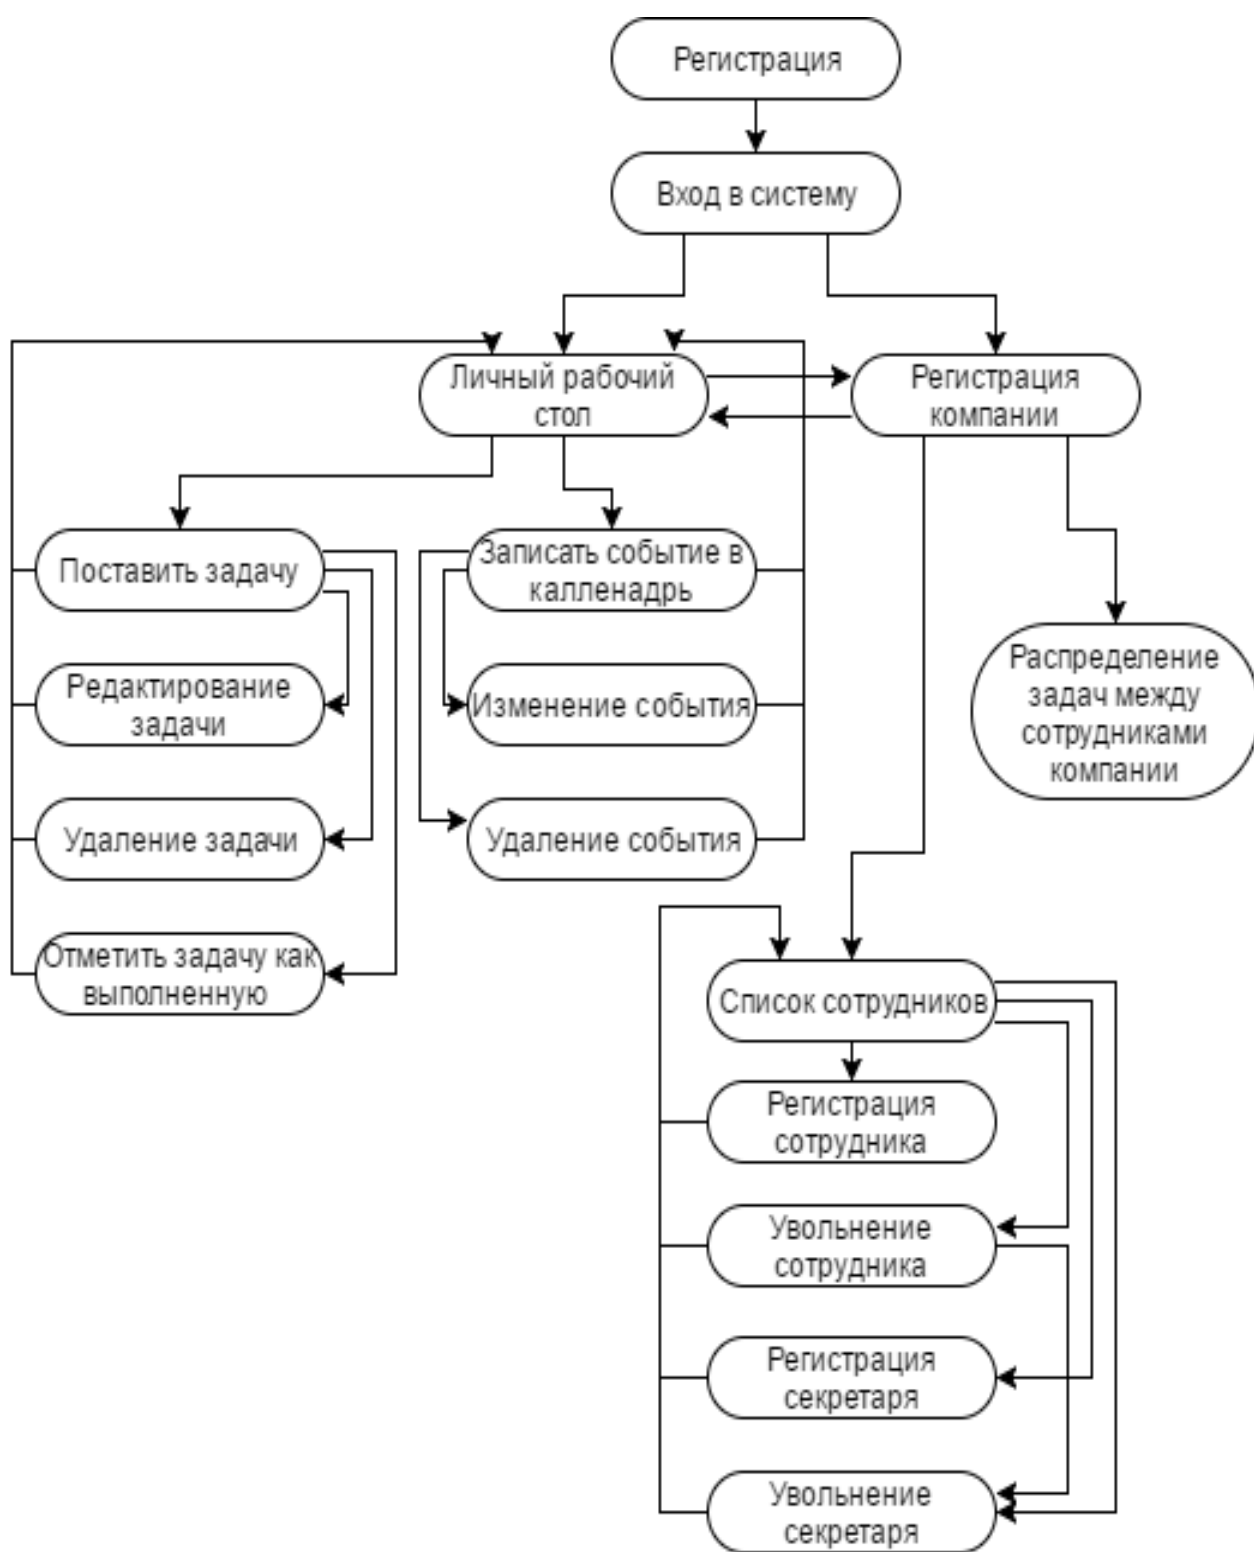 Регистрация
Вход в систему
Личный рабочий
стол
Регистрация
компании
Поставить задачу
Записать событие в
калленадрь
Редактирование
задачи
Изменение события
Распределение
задач между
сотрудниками
компании
Удаление задачи
Удаление события
Отметить задачу как
выполненную
Список сотрудников
Регистрация
сотрудника
Увольнение
сотрудника
Регистрация
секретаря
Увольнение
секретаря